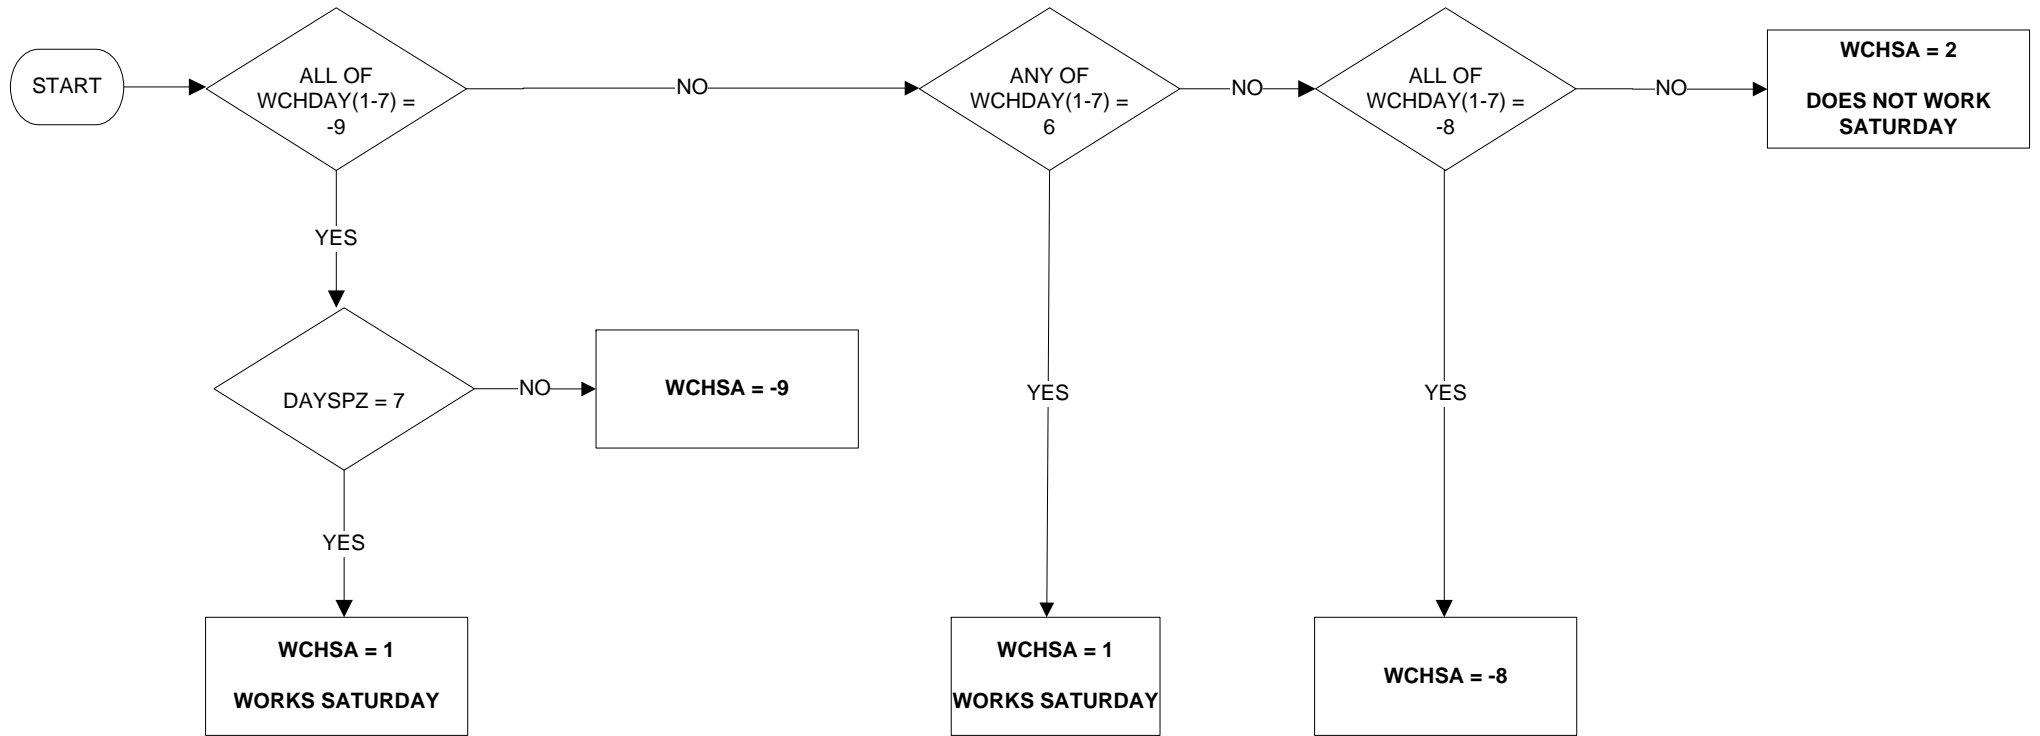 START
ALL OF
WCHDAY(1-7) =
-9
NO
ANY OF
WCHDAY(1-7) =
6
NO
ALL OF
WCHDAY(1-7) =
-8
NO
WCHSA = 2
DOES NOT WORK
SATURDAY
YES
DAYSPZ = 7
NO
WCHSA = -9
YES
YES
YES
WCHSA = 1
WORKS SATURDAY
WCHSA = 1
WORKS SATURDAY
WCHSA = -8